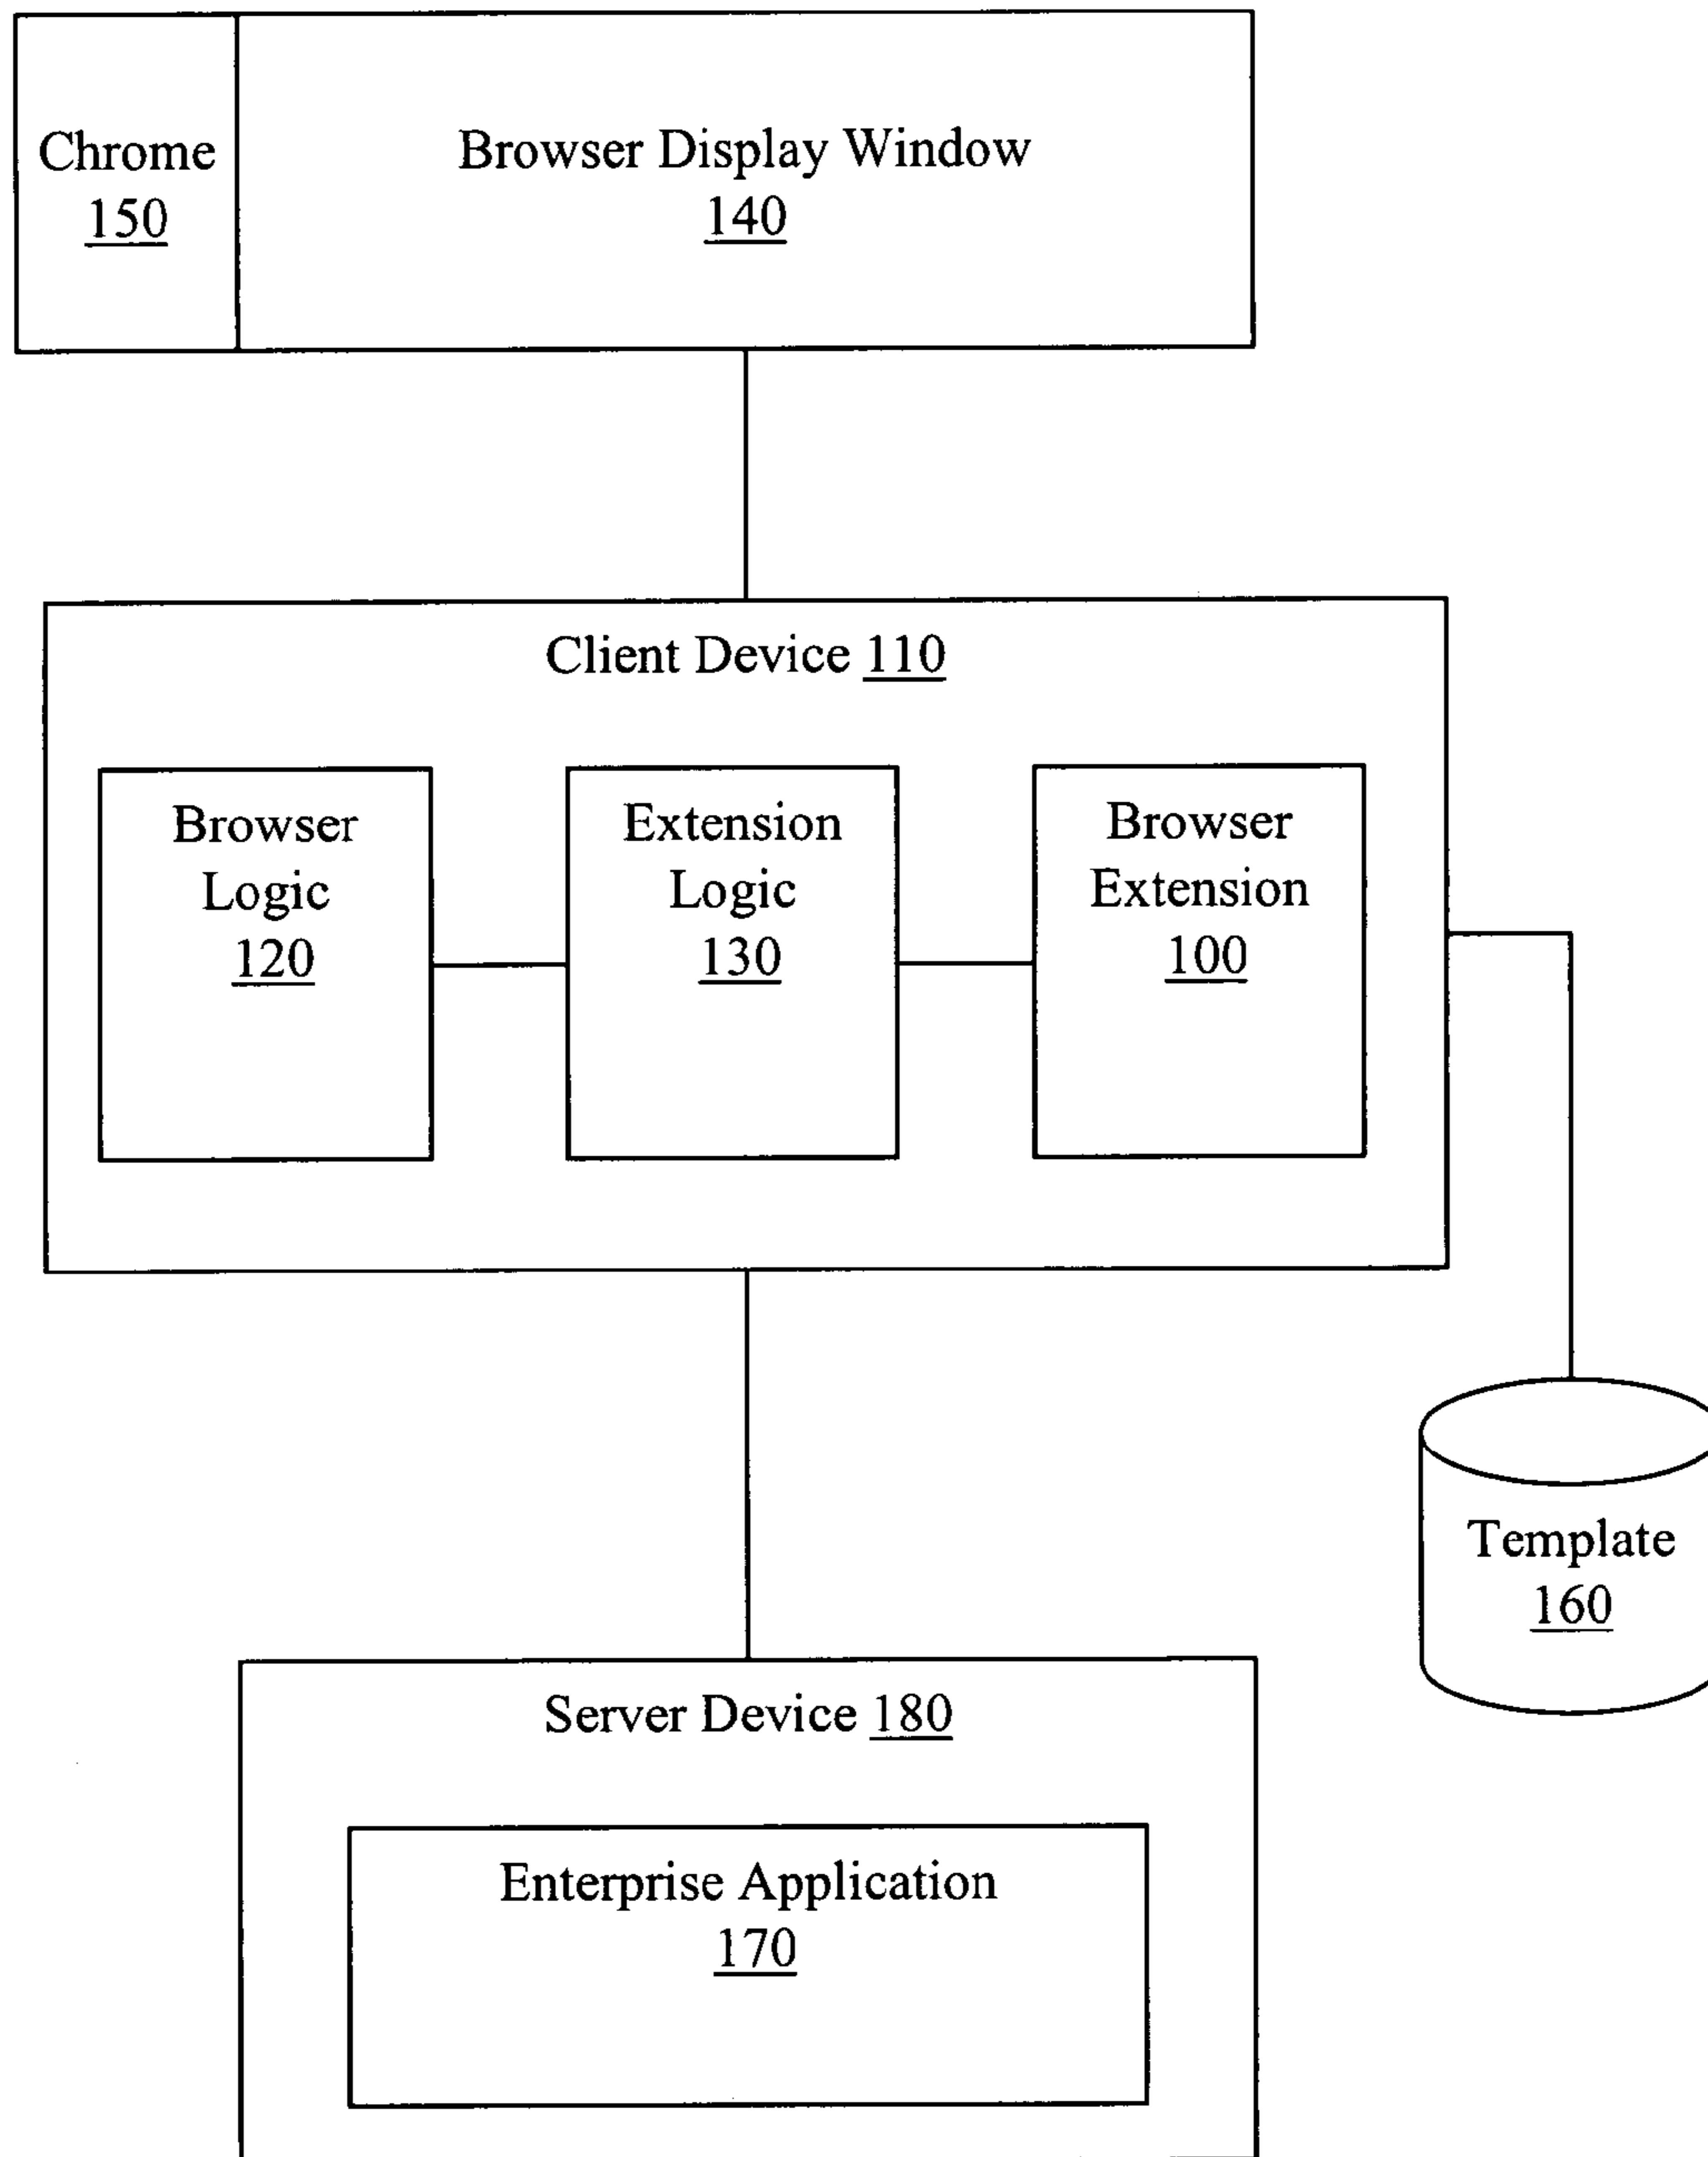 Chrome
150
Browser Display Window
140
Client Device 110
Browser
Logic
120
Extension
Logic
130
Browser
Extension
100
Template
160
Server Device 180
Enterprise Application
170